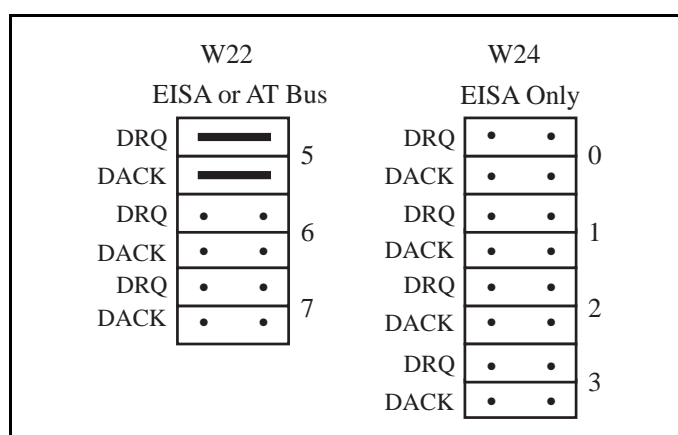 W22
EISA or AT Bus
DRQ
DACK
5
DRQ
DACK
6
DRQ
DACK
7
W24
EISA Only
DRQ
DACK
0
DRQ
DACK
1
DRQ
DACK
2
DRQ
DACK
3